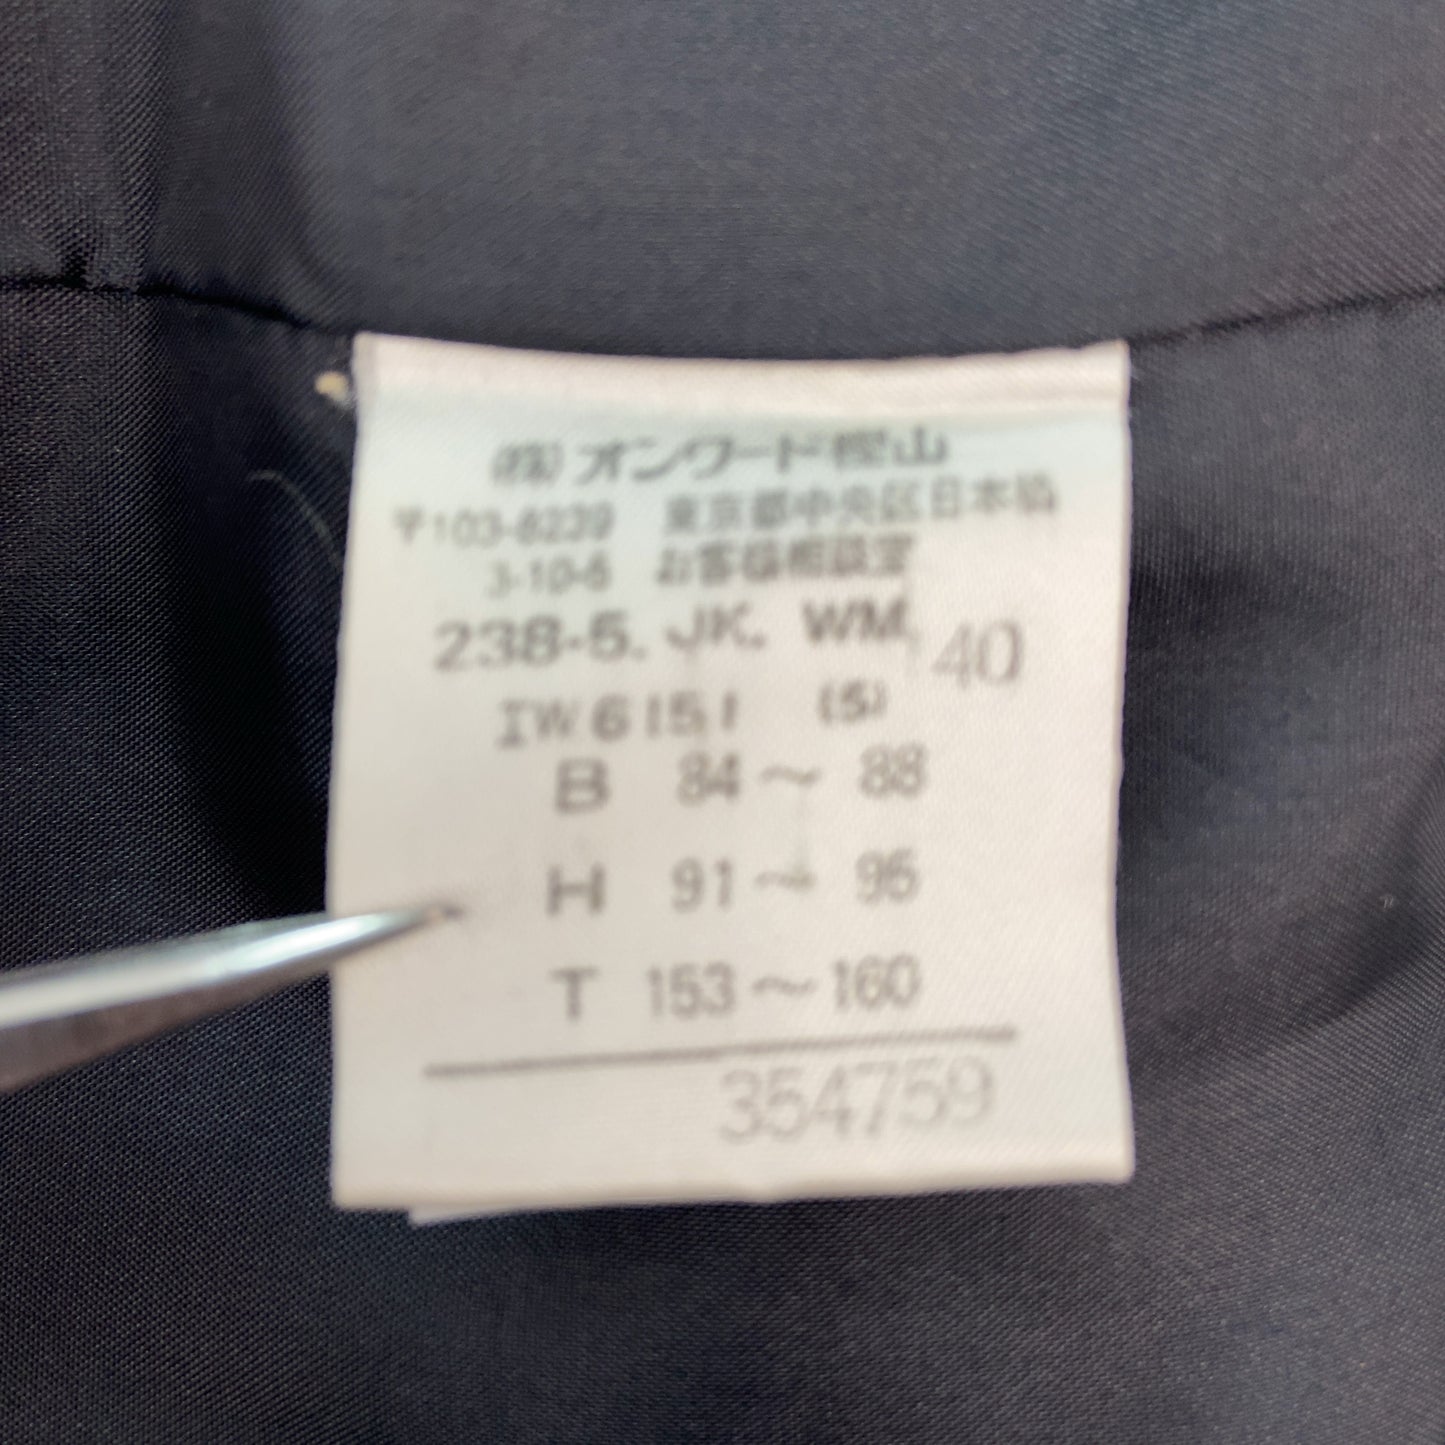 (株)オンワード樫山
〒103-8239 東京都中央区日本橋
3-10-5 お客様相談室
238-5. JK. WM. 40
IW6151 (5)
B 84〜88
H 91〜95
T 153〜160
354759